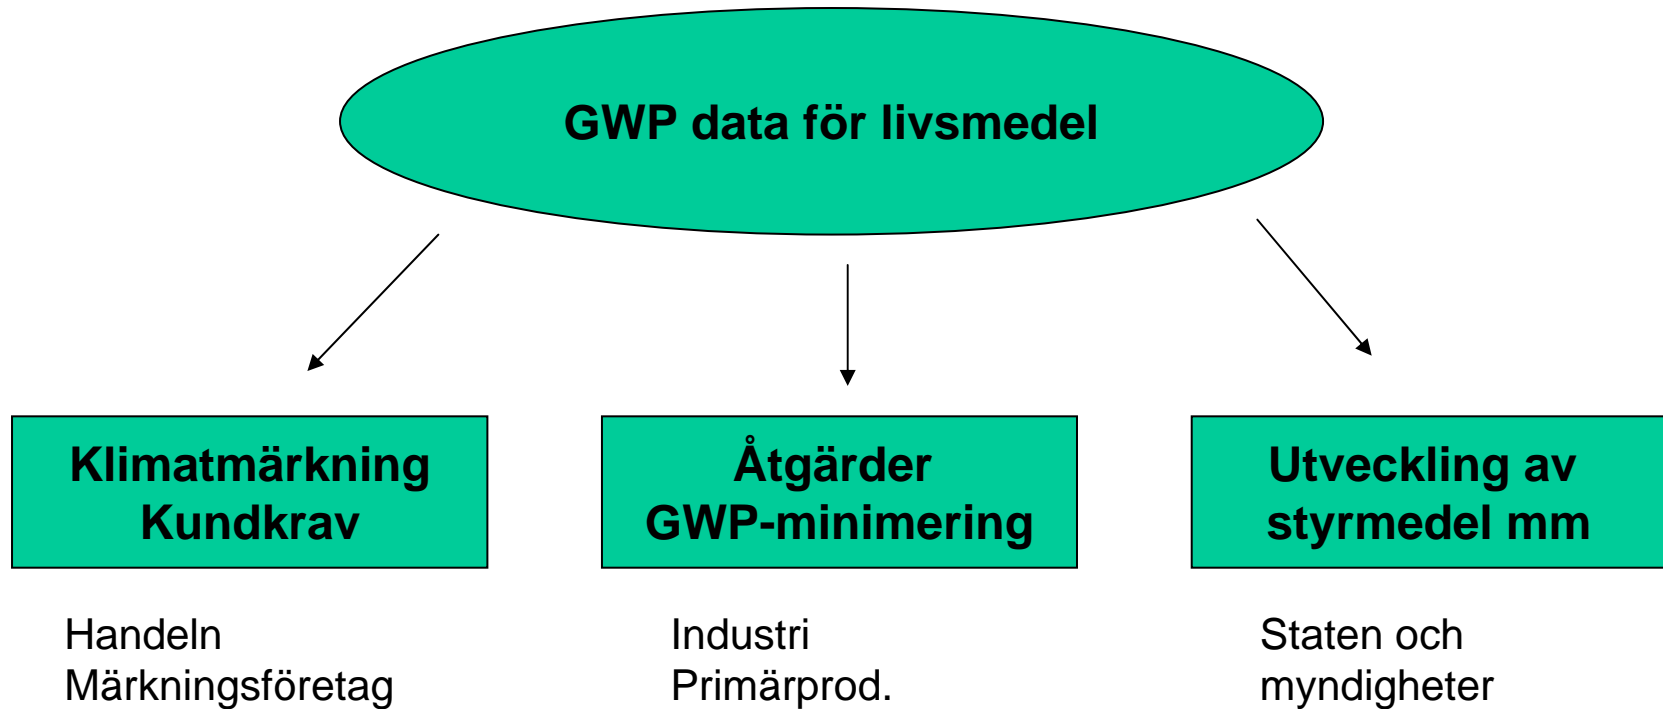 GWP data för livsmedel
Klimatmärkning
Kundkrav
Åtgärder
GWP-minimering
Utveckling av
styrmedel mm
Handeln
Märkningsföretag
Industri
Primärprod.
Staten och
myndigheter